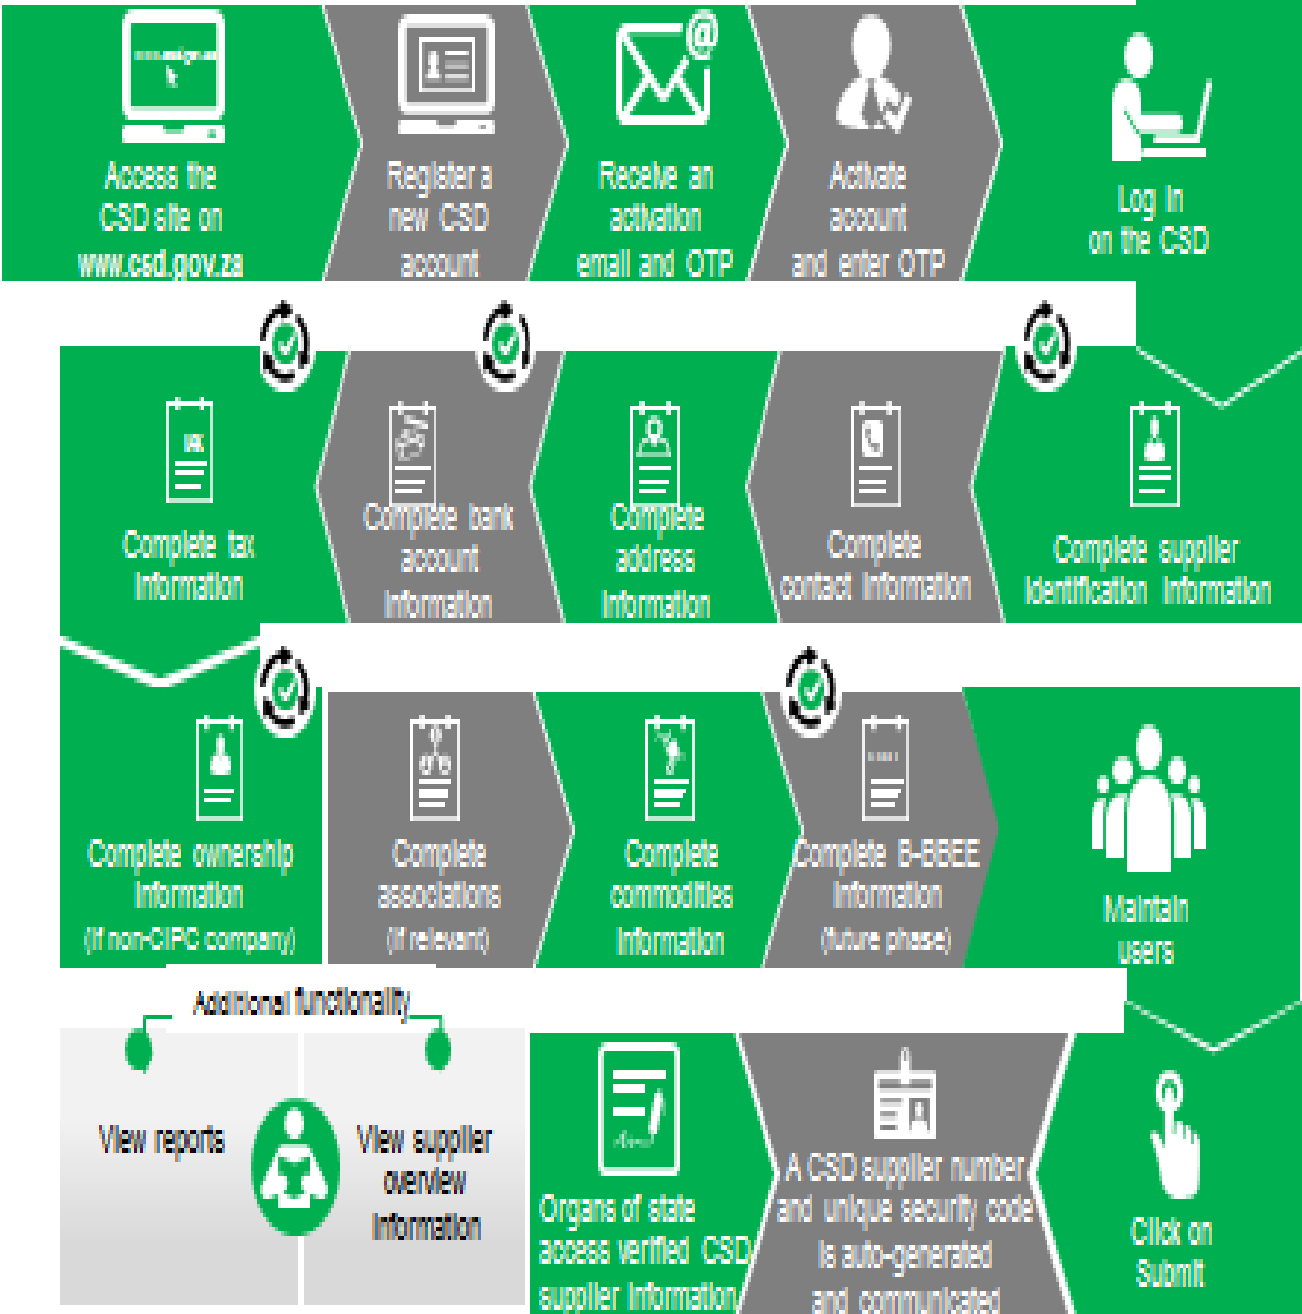 Access the
CSD site on
www.csd.gov.za
Register a
new CSD
account
Receive an
activation
email and OTP
Activate
account
and enter OTP
Log in
on the CSD
Complete supplier
identification information
Complete
contact information
Complete
address
information
Complete bank
account
information
Complete tax
information
Complete ownership
information
(if non-CIPC company)
Complete
associations
(if relevant)
Complete
commodities
information
Complete B-BBEE
information
(future phase)
Maintain
users
Click on
Submit
A CSD supplier number
and unique security code
is auto-generated
and communicated
Organs of state
access verified CSD
supplier information
Additional functionality
View reports
View supplier
overview
information